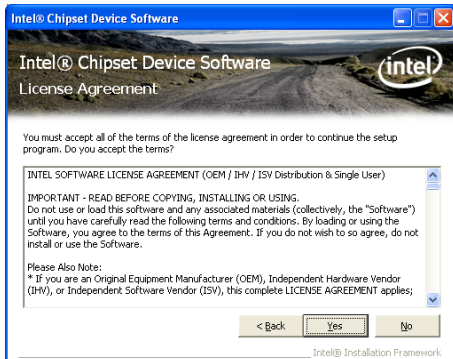 Intel® Chipset Device Software
Intel® Chipset Device Software
intel
License Agreement
You must accept all of the terms of the license agreement in order to continue the setup
program. Do you accept the terms?
INTEL SOFTWARE LICENSE AGREEMENT (OEM / IHV / ISV Distribution & Single User)
IMPORTANT - READ BEFORE COPYING, INSTALLING OR USING.
Do not use or load this software and any associated materials (collectively, the "Software")
until you have carefully read the following terms and conditions. By loading or using the
Software, you agree to the terms of this Agreement. If you do not wish to so agree, do not
install or use the Software.
Please Also Note:
* If you are an Original Equipment Manufacturer (OEM), Independent Hardware Vendor
(IHV), or Independent Software Vendor (ISV), this complete LICENSE AGREEMENT applies;
< Back Yes No
Intel® Installation Framework